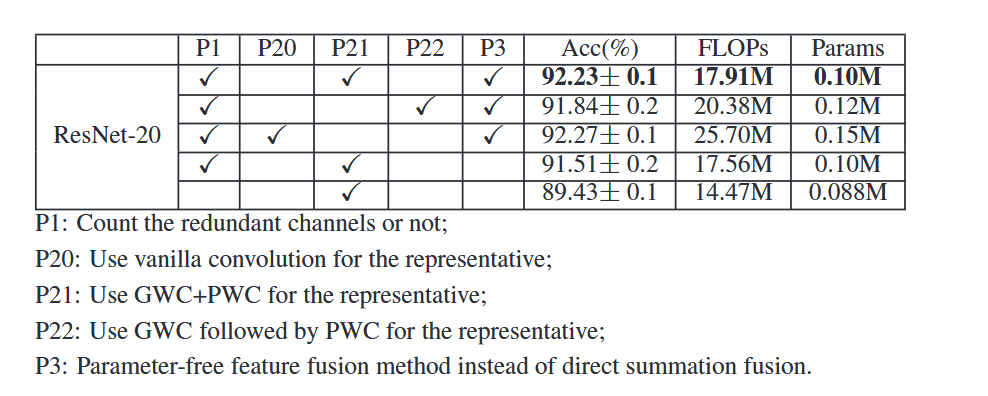 P1 P20 P21 P22 P3 Acc(%) FLOPs Params
✓ ✓ ✓ 92.23± 0.1 17.91M 0.10M
✓ ✓ ✓ 91.84± 0.2 20.38M 0.12M
ResNet-20 ✓ ✓ ✓ 92.27± 0.1 25.70M 0.15M
✓ ✓ 91.51± 0.2 17.56M 0.10M
✓ 89.43± 0.1 14.47M 0.088M
P1: Count the redundant channels or not;
P20: Use vanilla convolution for the representative;
P21: Use GWC+PWC for the representative;
P22: Use GWC followed by PWC for the representative;
P3: Parameter-free feature fusion method instead of direct summation fusion.